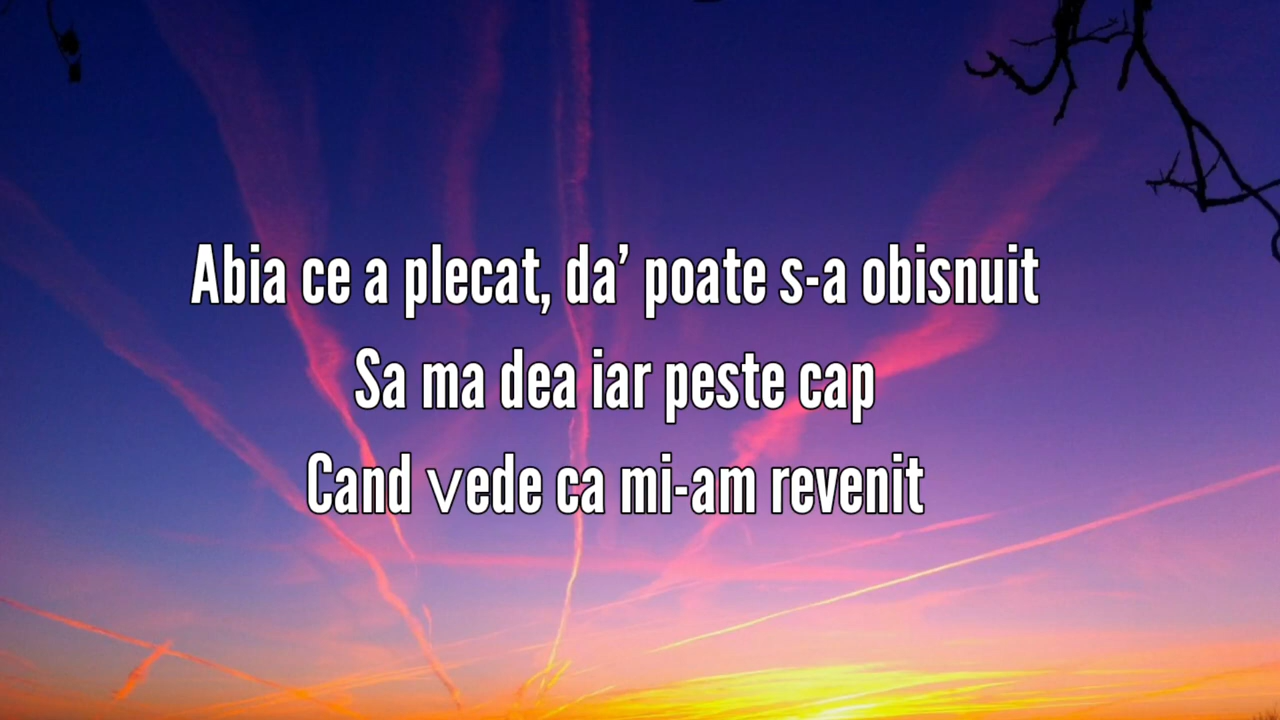 Abia ce a plecat, da’ poate s-a obisnuit
Sa ma dea iar peste cap
Cand vede ca mi-am revenit